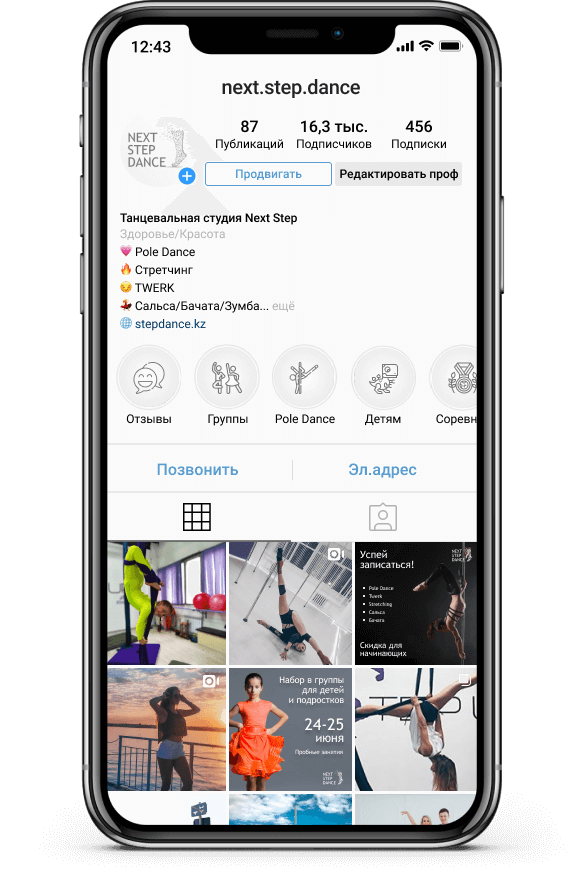 12:43
next.step.dance
NEXT
STEP
DANCE
87
16,3 тыс.
456
Публикаций
Подписчиков
Подписки
Продвигать
Редактировать проф
Танцевальная студия Next Step
Здоровье/Красота
Pole Dance
Стретчинг
TWERK
Сальса/Бачата/Зумба... ещё
stepdance.kz
Отзывы
Группы
Pole Dance
Детям
Соревн
Позвонить
Эл.адрес
Успей
записаться!
NEXT
STEP
DANCE
Pole Dance
Twerk
Stretching
Сальса
Бачата
Скидка для
начинающих
Набор в группы
для детей
и подростков
24-25
июня
Пробные занятия
NEXT
STEP
DANCE